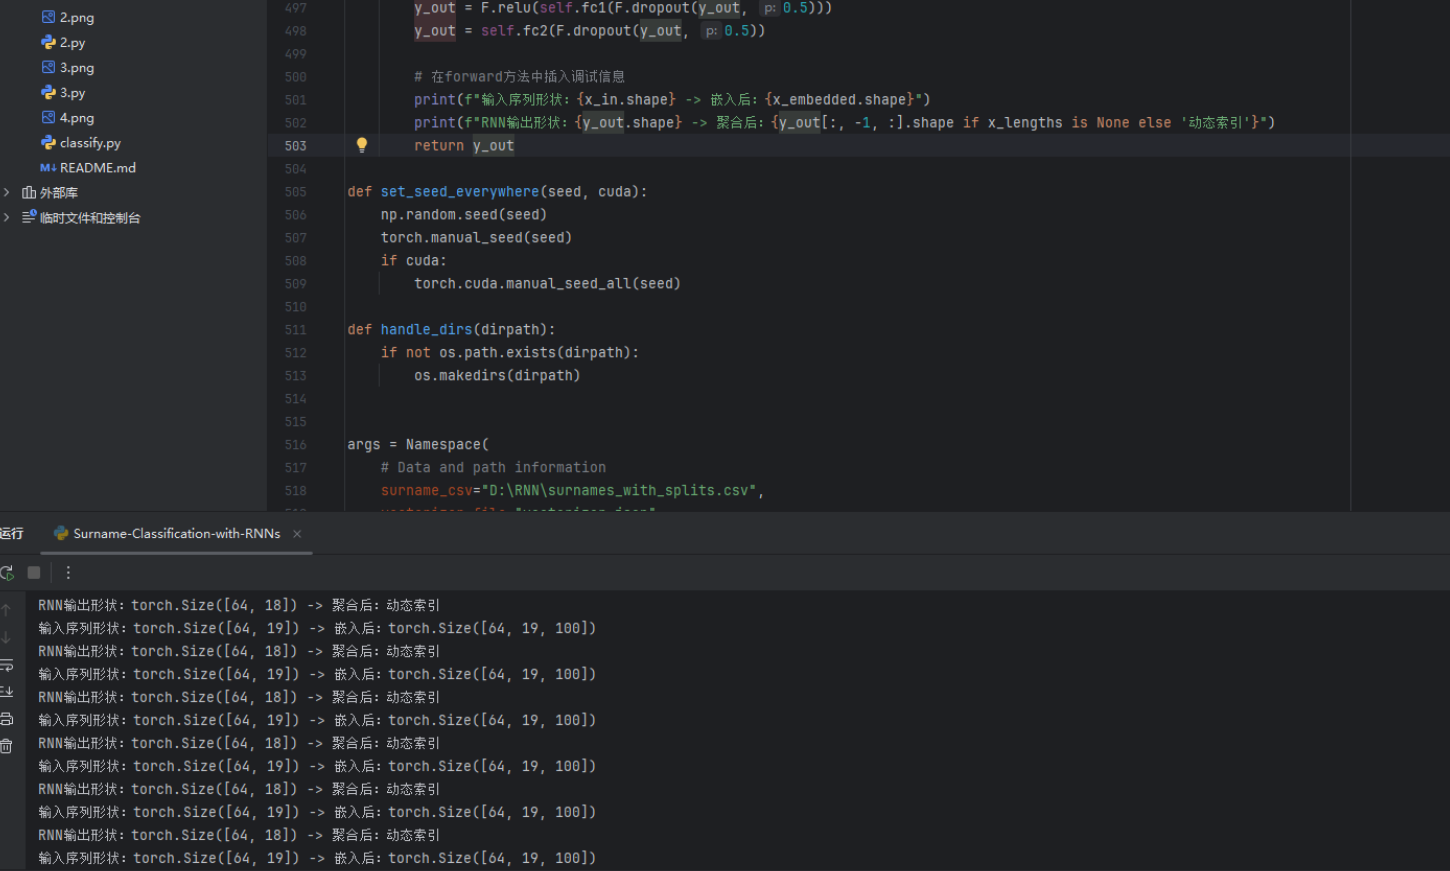 2.png
2.py
3.png
3.py
4.png
classify.py
M↓ README.md
外部库
临时文件和控制台
497 y_out = F.relu(self.fc1(F.dropout(y_out, p: 0.5)))
498 y_out = self.fc2(F.dropout(y_out, p: 0.5))
499
500 # 在forward方法中插入调试信息
501 print(f"输入序列形状: {x_in.shape} -> 嵌入后: {x_embedded.shape}")
502 print(f"RNN输出形状: {y_out.shape} -> 聚合后: {y_out[:, -1, :].shape if x_lengths is None else '动态索引'}")
503 return y_out
504
505 def set_seed_everywhere(seed, cuda):
506 np.random.seed(seed)
507 torch.manual_seed(seed)
508 if cuda:
509 torch.cuda.manual_seed_all(seed)
510
511 def handle_dirs(dirpath):
512 if not os.path.exists(dirpath):
513 os.makedirs(dirpath)
514
515
516 args = Namespace(
517 # Data and path information
518 surname_csv="D:\RNN\surnames_with_splits.csv",
运行 Surname-Classification-with-RNNs
RNN输出形状: torch.Size([64, 18]) -> 聚合后: 动态索引
输入序列形状: torch.Size([64, 19]) -> 嵌入后: torch.Size([64, 19, 100])
RNN输出形状: torch.Size([64, 18]) -> 聚合后: 动态索引
输入序列形状: torch.Size([64, 19]) -> 嵌入后: torch.Size([64, 19, 100])
RNN输出形状: torch.Size([64, 18]) -> 聚合后: 动态索引
输入序列形状: torch.Size([64, 19]) -> 嵌入后: torch.Size([64, 19, 100])
RNN输出形状: torch.Size([64, 18]) -> 聚合后: 动态索引
输入序列形状: torch.Size([64, 19]) -> 嵌入后: torch.Size([64, 19, 100])
RNN输出形状: torch.Size([64, 18]) -> 聚合后: 动态索引
输入序列形状: torch.Size([64, 19]) -> 嵌入后: torch.Size([64, 19, 100])
RNN输出形状: torch.Size([64, 18]) -> 聚合后: 动态索引
输入序列形状: torch.Size([64, 19]) -> 嵌入后: torch.Size([64, 19, 100])